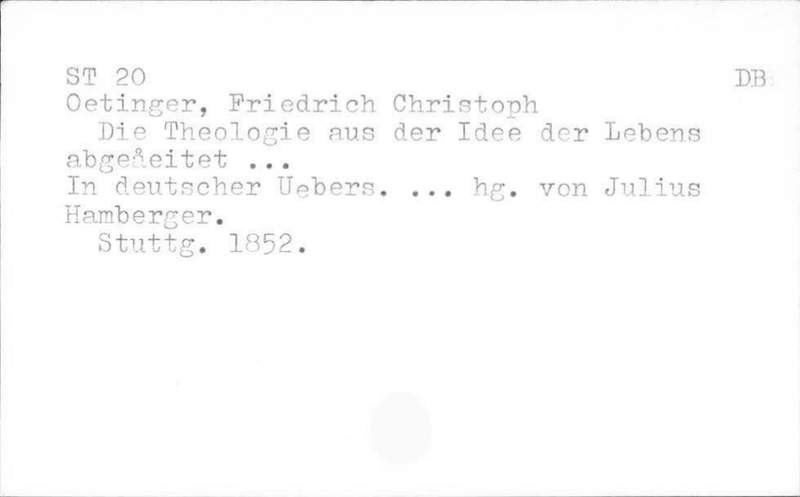 ST 20 DB
Oetinger, Friedrich Christoph
Die Theologie aus der Idee der Lebens
abgeleitet ...
In deutscher Uebers. ... hg. von Julius
Hamberger.
Stuttg. 1852.